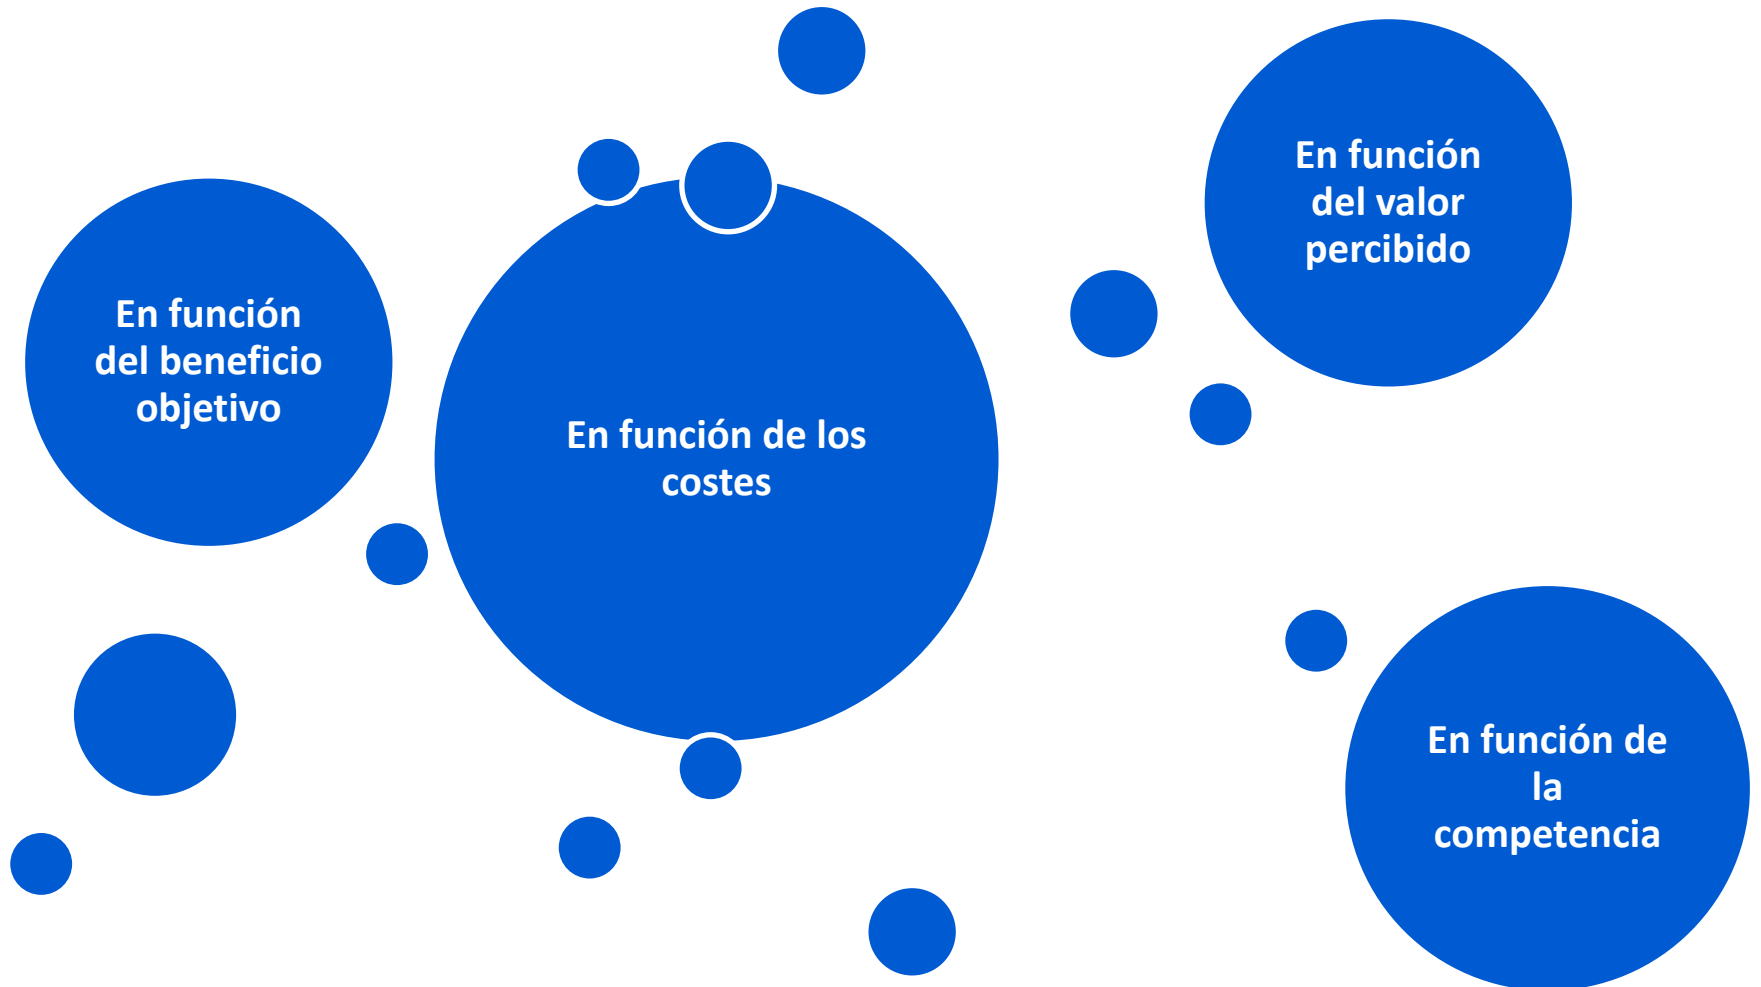 En función
del beneficio
objetivo
En función de los
costes
En función
del valor
percibido
En función de
la
competencia